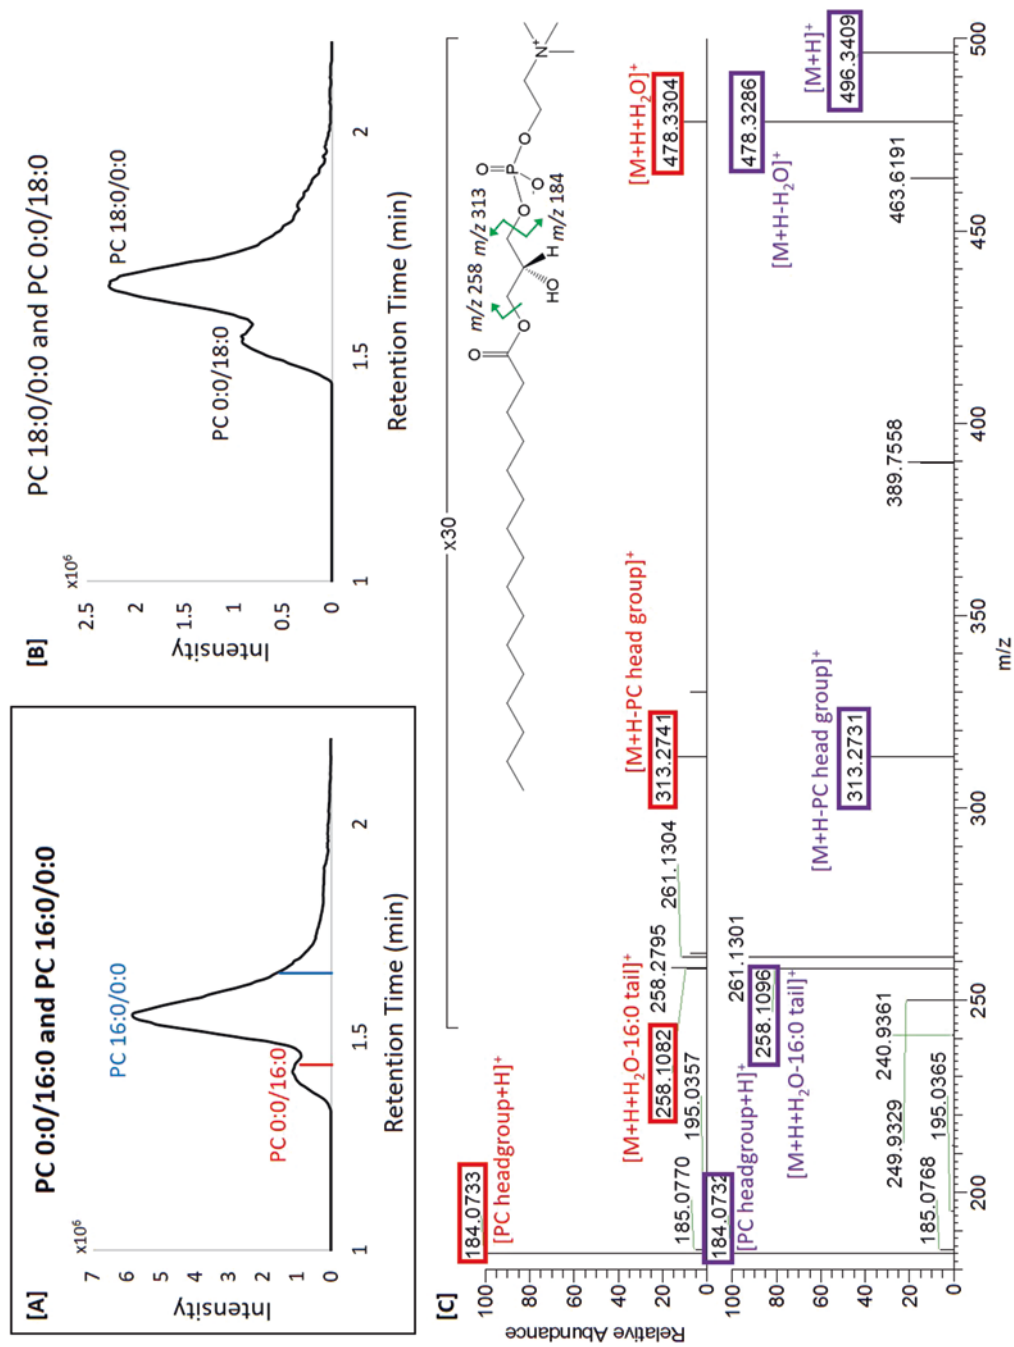 [A]
PC 0:0/16:0 and PC 16:0/0:0
x10⁶
7
6
5
4
3
2
1
0
Intensity
PC 0:0/16:0
PC 16:0/0:0
1
1.5
2
Retention Time (min)
[B]
PC 18:0/0:0 and PC 0:0/18:0
x10⁶
2.5
2
1.5
1
0.5
0
Intensity
PC 0:0/18:0
PC 18:0/0:0
1
1.5
2
Retention Time (min)
[C]
x30
O
O
m/z 258
HO
H
m/z 313
m/z 184
O
O
P
O⁻
O
N⁺
Relative Abundance
100
80
60
40
20
0
184.0733
[PC headgroup+H]⁺
185.0770
195.0357
[M+H+H₂O-16:0 tail]⁺
258.1082
258.2795
261.1304
[M+H-PC head group]⁺
313.2741
[M+H+H₂O]⁺
478.3304
100
80
60
40
20
0
184.0732
[PC headgroup+H]⁺
185.0768
195.0365
240.9361
249.9329
258.1096
[M+H+H₂O-16:0 tail]⁺
261.1301
[M+H-PC head group]⁺
313.2731
389.7558
463.6191
478.3286
[M+H-H₂O]⁺
[M+H]⁺
496.3409
200
250
300
350
400
450
500
m/z